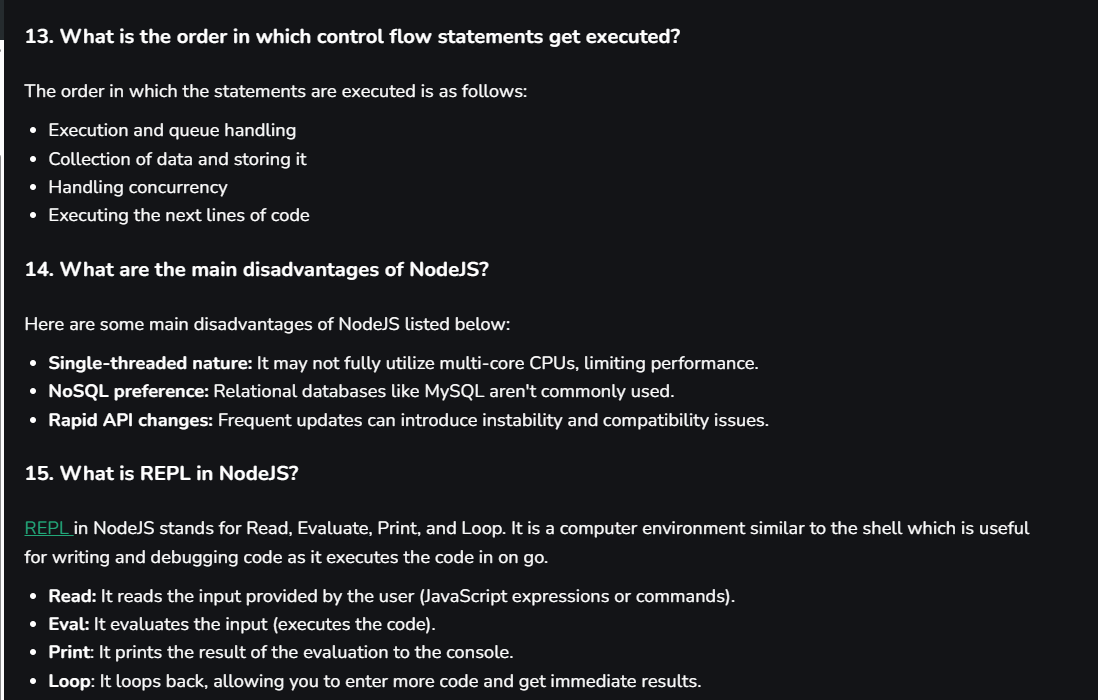 13. What is the order in which control flow statements get executed?
The order in which the statements are executed is as follows:
• Execution and queue handling
• Collection of data and storing it
• Handling concurrency
• Executing the next lines of code
14. What are the main disadvantages of NodeJS?
Here are some main disadvantages of NodeJS listed below:
• Single-threaded nature: It may not fully utilize multi-core CPUs, limiting performance.
• NoSQL preference: Relational databases like MySQL aren't commonly used.
• Rapid API changes: Frequent updates can introduce instability and compatibility issues.
15. What is REPL in NodeJS?
REPL in NodeJS stands for Read, Evaluate, Print, and Loop. It is a computer environment similar to the shell which is useful
for writing and debugging code as it executes the code in on go.
• Read: It reads the input provided by the user (JavaScript expressions or commands).
• Eval: It evaluates the input (executes the code).
• Print: It prints the result of the evaluation to the console.
• Loop: It loops back, allowing you to enter more code and get immediate results.